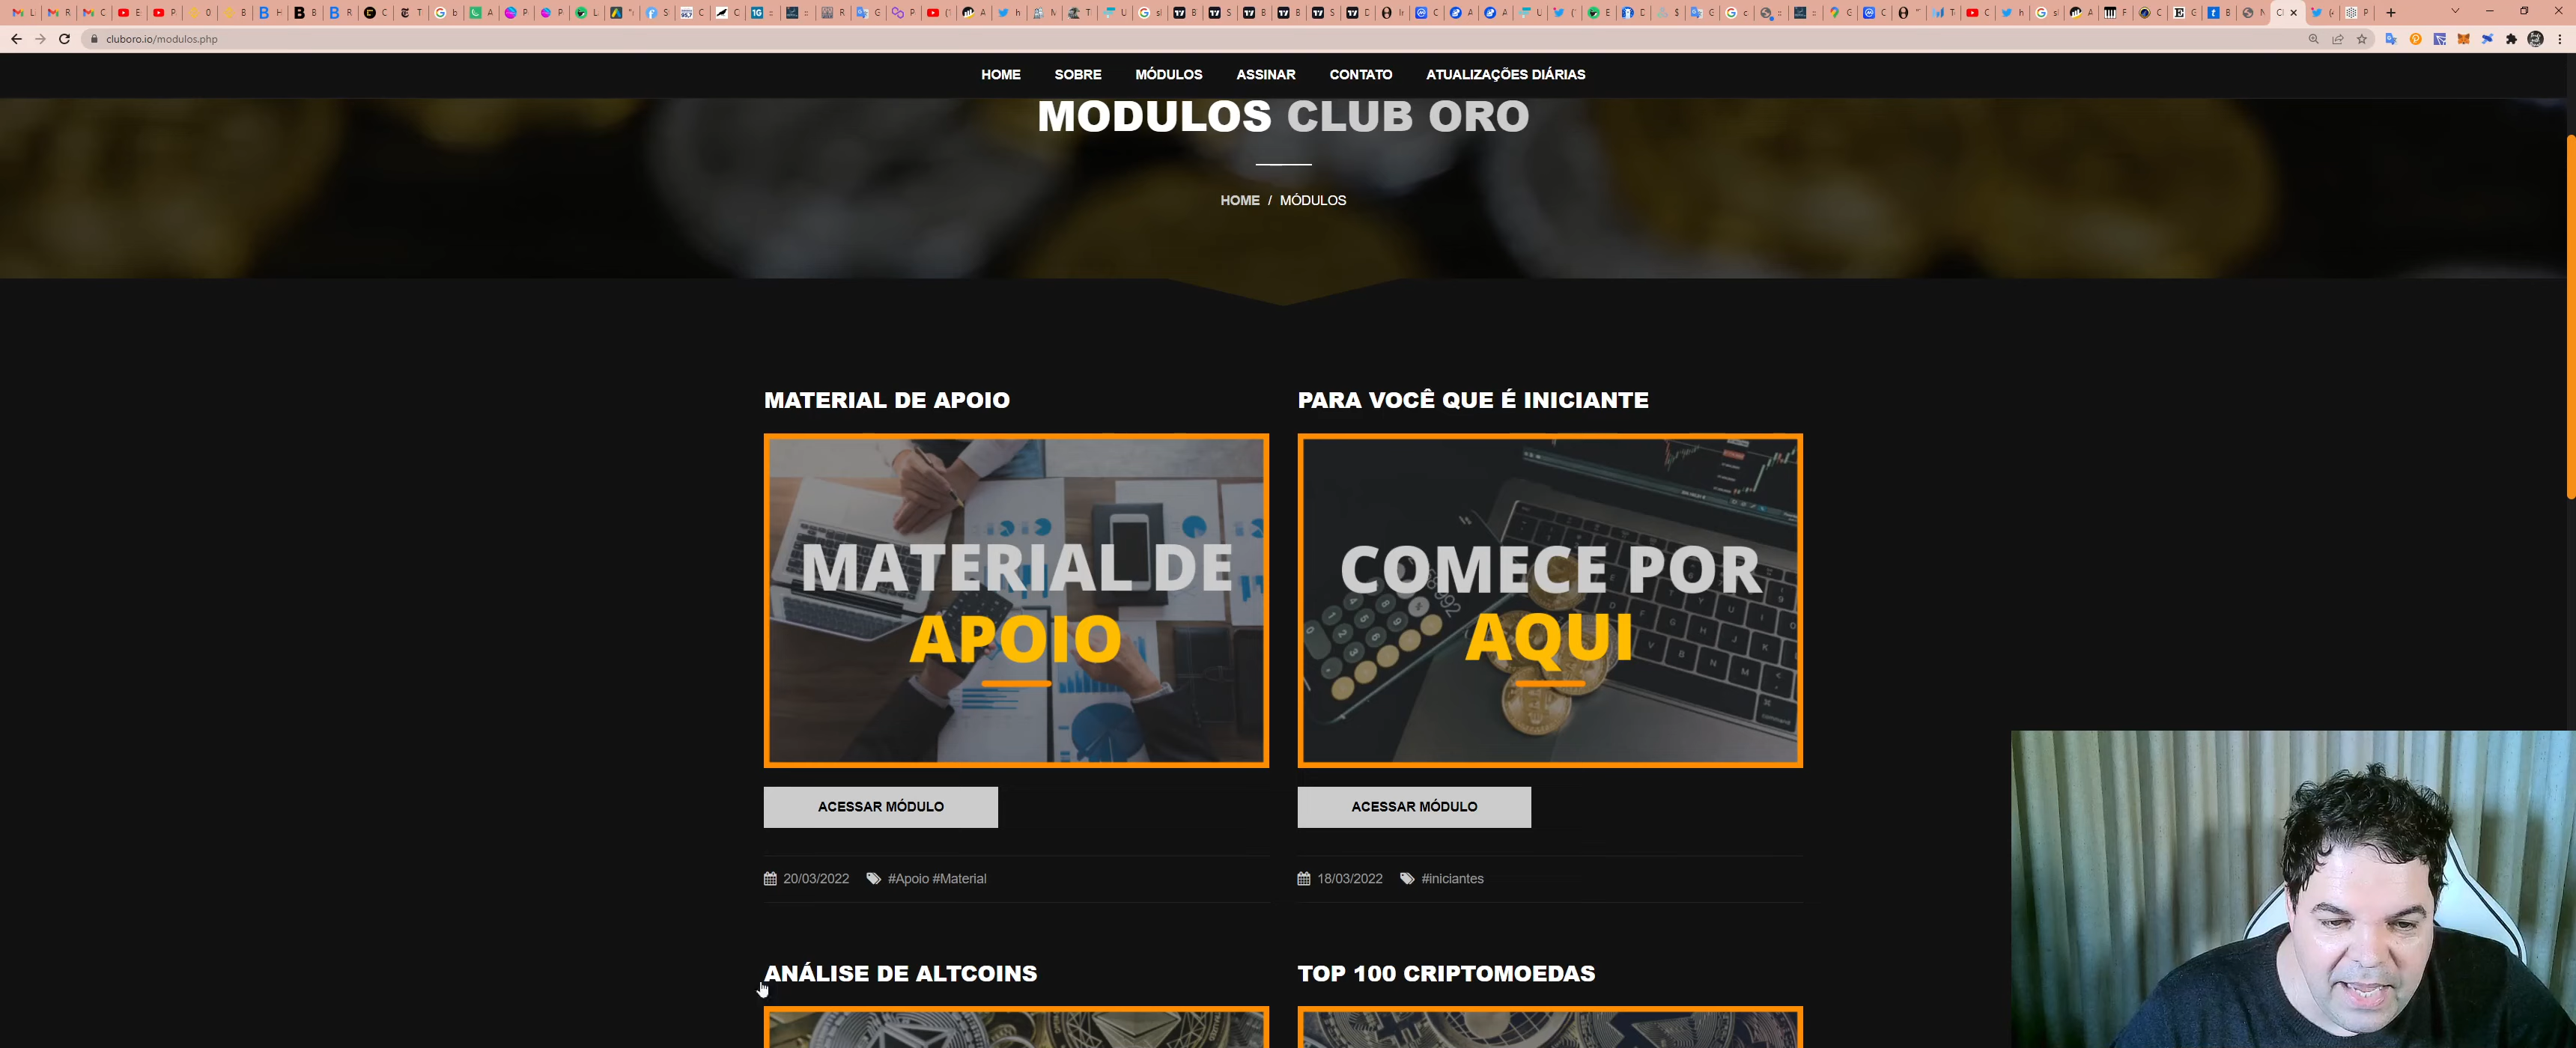 cluboro.io/modulos.php
HOME SOBRE MÓDULOS ASSINAR CONTATO ATUALIZAÇÕES DIÁRIAS
MODULOS CLUB ORO
HOME / MÓDULOS
MATERIAL DE APOIO
PARA VOCÊ QUE É INICIANTE
MATERIAL DE
APOIO
COMECE POR
AQUI
ACESSAR MÓDULO
ACESSAR MÓDULO
20/03/2022 #Apoio #Material
18/03/2022 #iniciantes
ANÁLISE DE ALTCOINS
TOP 100 CRIPTOMOEDAS